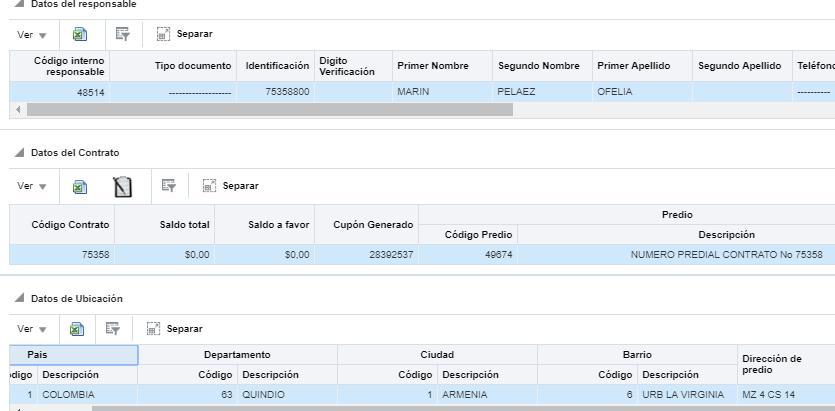 Datos del responsable
Ver Separar
Código interno responsable Tipo documento Identificación Digito Verificación Primer Nombre Segundo Nombre Primer Apellido Segundo Apellido Teléfono
48514 ------------------- 75358800 MARIN PELAEZ OFELIA ----------
Datos del Contrato
Ver Separar
Predio
Código Contrato Saldo total Saldo a favor Cupón Generado Código Predio Descripción
75358 $0,00 $0,00 28392537 49674 NUMERO PREDIAL CONTRATO No 75358
Datos de Ubicación
Ver Separar
País Departamento Ciudad Barrio Dirección de predio
ódigo Descripción Código Descripción Código Descripción Código Descripción
1 COLOMBIA 63 QUINDIO 1 ARMENIA 6 URB LA VIRGINIA MZ 4 CS 14